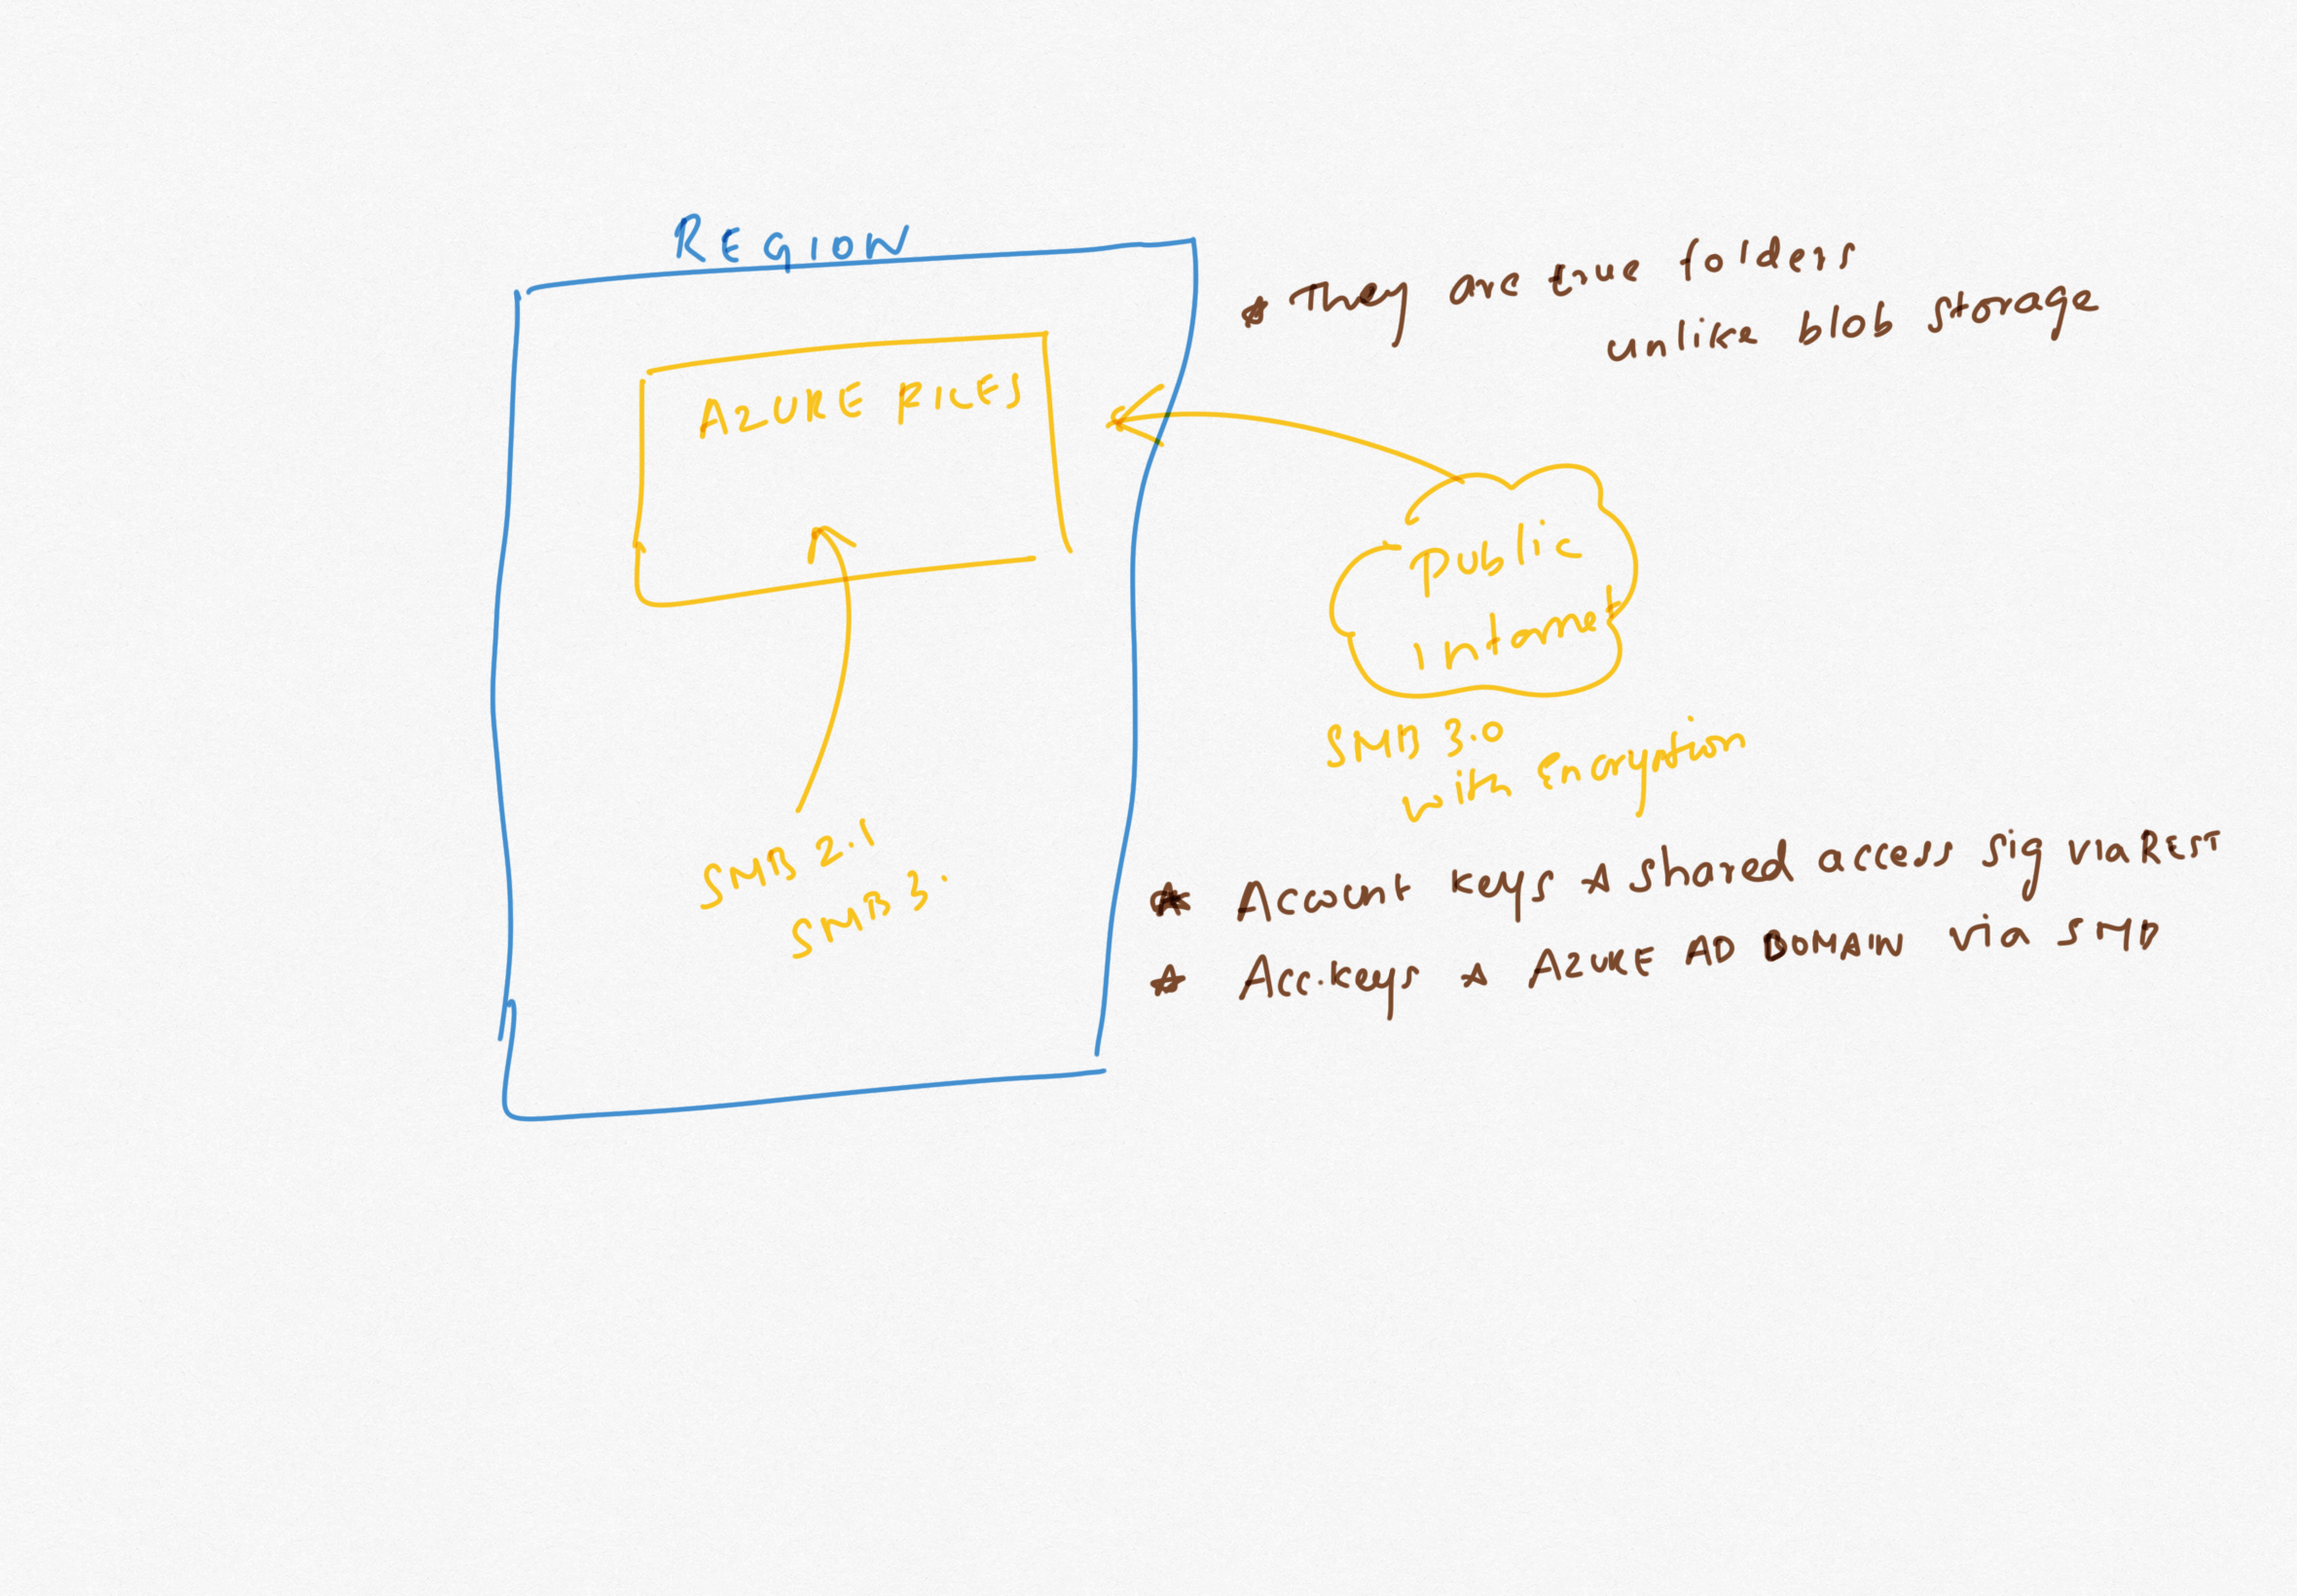 REGION
AZURE FILES
SMB 2.1
SMB 3.
* They are true folders
unlike blob storage
Public
Internet
SMB 3.0
with Encryption
* Account keys * shared access sig via REST
* Acc.keys * AZURE AD DOMAIN via SMB